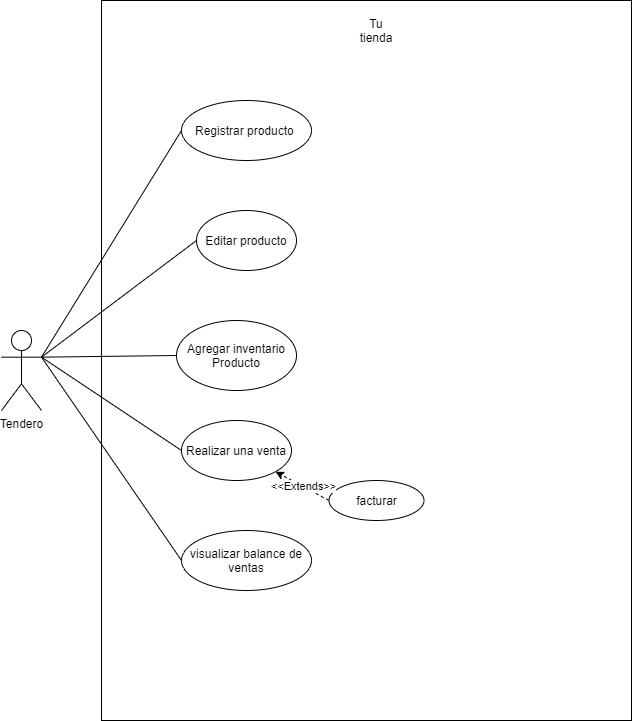 Tu
tienda
Registrar producto
Editar producto
Agregar inventario
Producto
Tendero
Realizar una venta
<<Extends>>
facturar
visualizar balance de
ventas